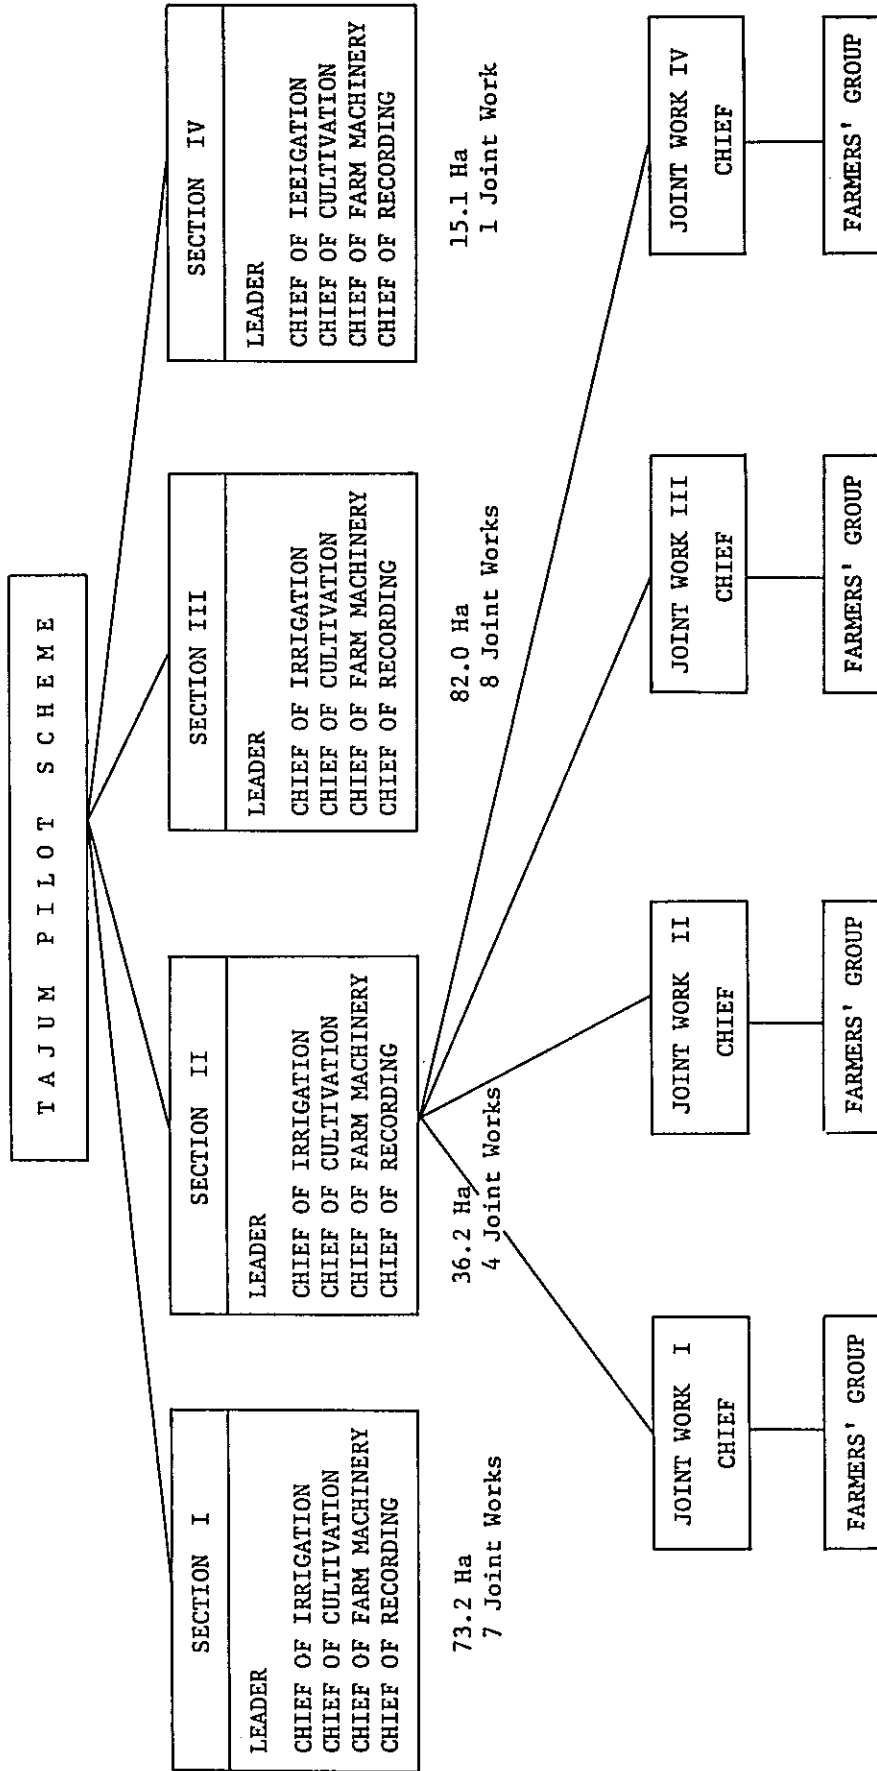 T A J U M   P I L O T   S C H E M E
SECTION I
LEADER
CHIEF OF IRRIGATION
CHIEF OF CULTIVATION
CHIEF OF FARM MACHINERY
CHIEF OF RECORDING
73.2 Ha
7 Joint Works
SECTION II
LEADER
CHIEF OF IRRIGATION
CHIEF OF CULTIVATION
CHIEF OF FARM MACHINERY
CHIEF OF RECORDING
36.2 Ha
4 Joint Works
SECTION III
LEADER
CHIEF OF IRRIGATION
CHIEF OF CULTIVATION
CHIEF OF FARM MACHINERY
CHIEF OF RECORDING
82.0 Ha
8 Joint Works
SECTION IV
LEADER
CHIEF OF IEEIGATION
CHIEF OF CULTIVATION
CHIEF OF FARM MACHINERY
CHIEF OF RECORDING
15.1 Ha
1 Joint Work
JOINT WORK I
CHIEF
FARMERS' GROUP
JOINT WORK II
CHIEF
FARMERS' GROUP
JOINT WORK III
CHIEF
FARMERS' GROUP
JOINT WORK IV
CHIEF
FARMERS' GROUP